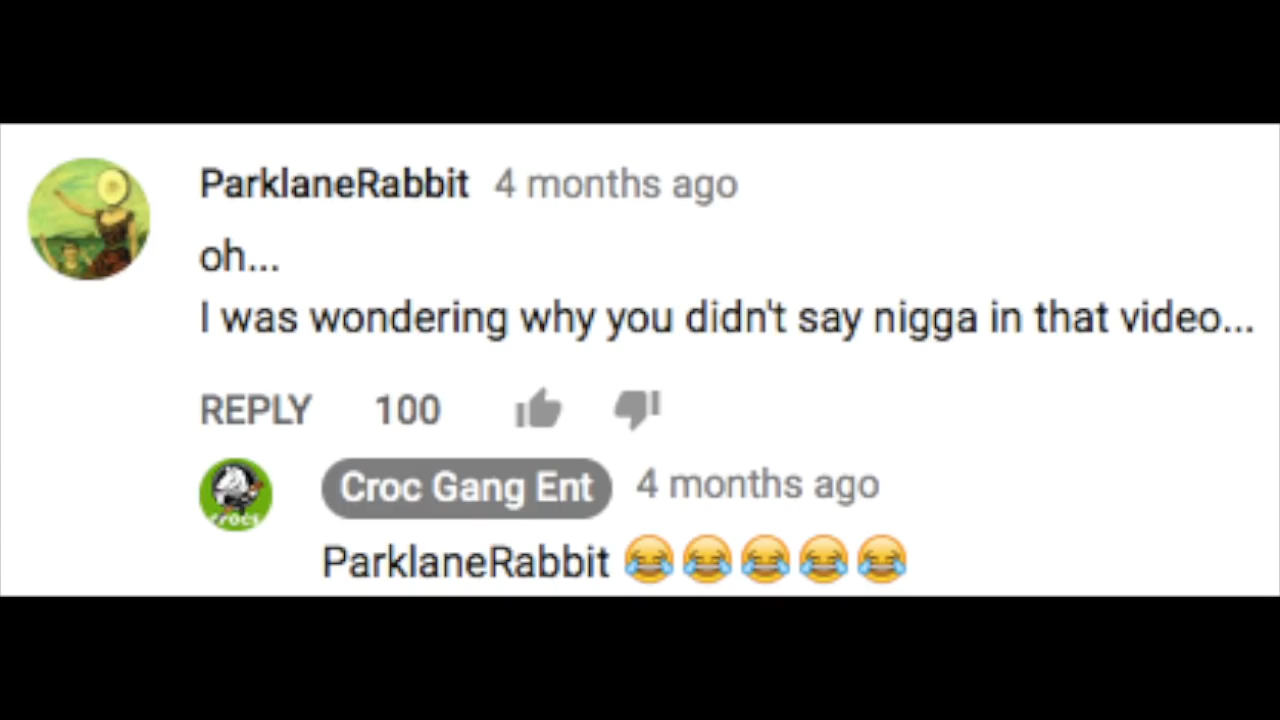 ParklaneRabbit 4 months ago
oh...
I was wondering why you didn't say nigga in that video...
REPLY 100
Croc Gang Ent 4 months ago
ParklaneRabbit 😂😂😂😂😂
crocs